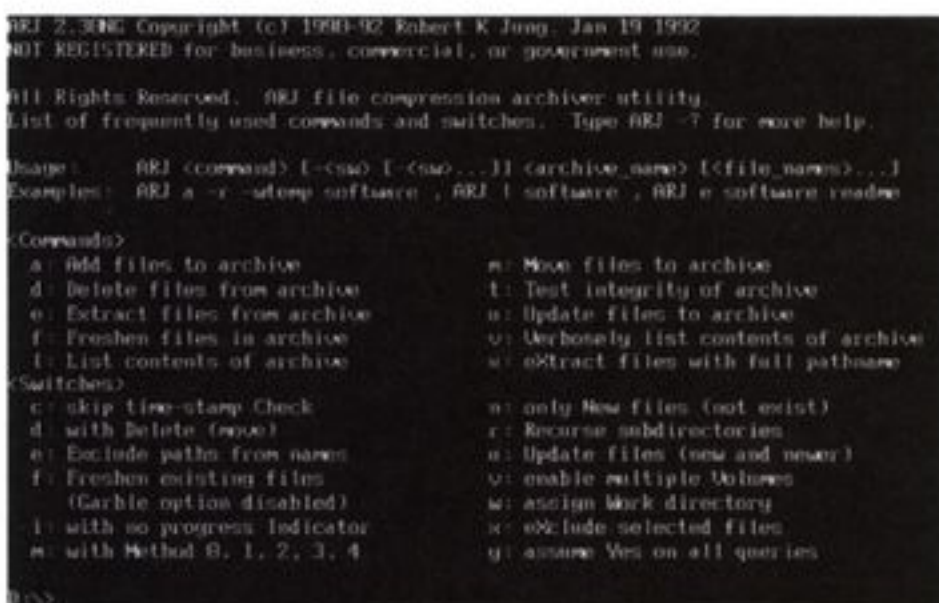 ARJ 2.30NG Copyright (c) 1990-92 Robert K Jung. Jan 19 1992
NOT REGISTERED for business, commercial, or government use.
All Rights Reserved. ARJ file compression archiver utility.
List of frequently used commands and switches. Type ARJ -? for more help.
Usage: ARJ <command> [-<sw> [-<sw>...]] <archive_name> [<file_names>...]
Examples: ARJ a -r -wtemp software , ARJ l software , ARJ e software readme
<Commands>
a: Add files to archive m: Move files to archive
d: Delete files from archive t: Test integrity of archive
e: Extract files from archive u: Update files to archive
f: Freshen files in archive v: Verbosely list contents of archive
l: List contents of archive x: eXtract files with full pathname
<Switches>
c: skip time-stamp Check n: only New files (not exist)
d: with Delete (move) r: Recurse subdirectories
e: Exclude paths from names u: Update files (new and newer)
f: Freshen existing files v: enable multiple Volumes
(Garble option disabled) w: assign Work directory
i: with no progress Indicator x: eXclude selected files
m: with Method 0, 1, 2, 3, 4 y: assume Yes on all queries
D:\>